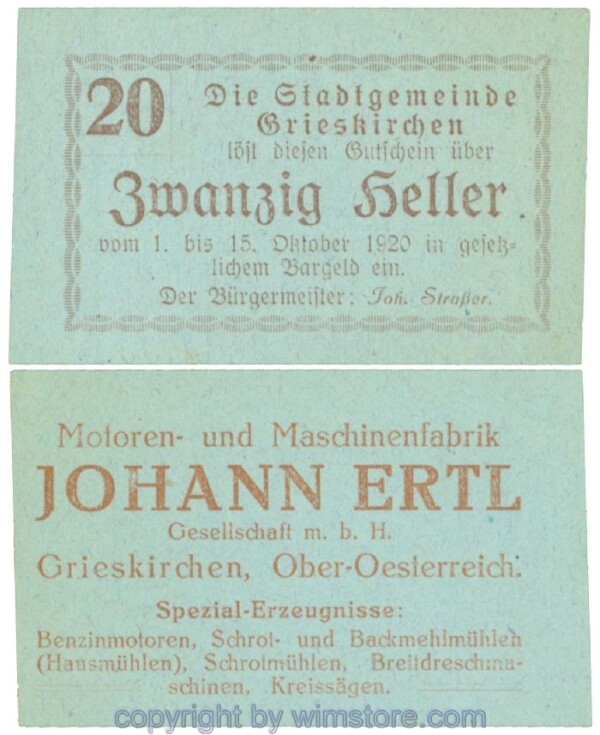 20
Die Stadtgemeinde
Grieskirchen
löst diesen Gutschein über
Zwanzig Heller
vom 1. bis 15. Oktober 1920 in gesetz-
lichem Bargeld ein.
Der Bürgermeister: Joh. Straßer.
Motoren- und Maschinenfabrik
JOHANN ERTL
Gesellschaft m. b. H.
Grieskirchen, Ober-Oesterreich.
Spezial-Erzeugnisse:
Benzinmotoren, Schrot- und Backmehlmühlen
(Hausmühlen), Schrotmühlen, Breitdreschma-
schinen, Kreissägen.
copyright by wimstore.com